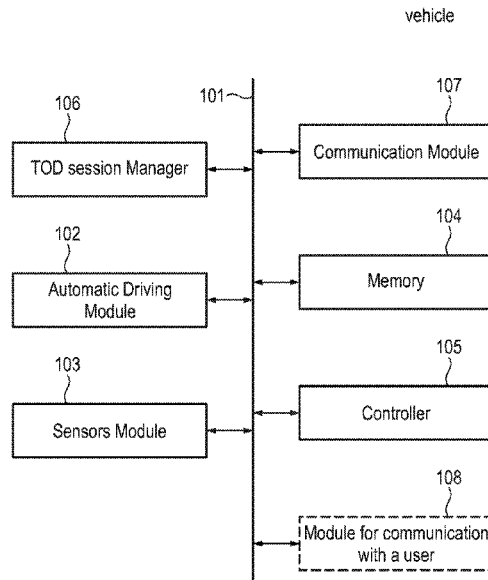 vehicle
101
106
TOD session Manager
107
Communication Module
102
Automatic Driving
Module
104
Memory
103
Sensors Module
105
Controller
108
Module for communication
with a user